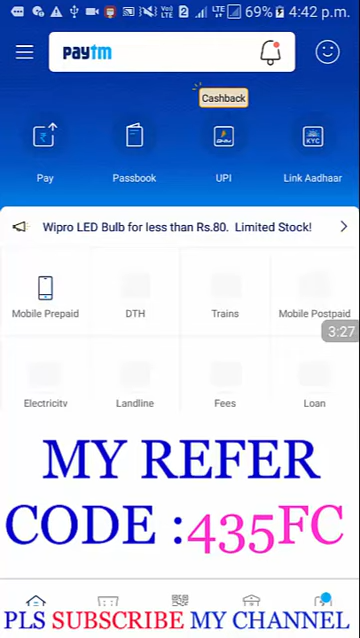 69% 4:42 p.m.
paytm
Cashback
Pay Passbook UPI Link Aadhaar
KYC
Wipro LED Bulb for less than Rs.80. Limited Stock!
Mobile Prepaid DTH Trains Mobile Postpaid
3:27
Electricity Landline Fees Loan
MY REFER
CODE :435FC
PLS SUBSCRIBE MY CHANNEL